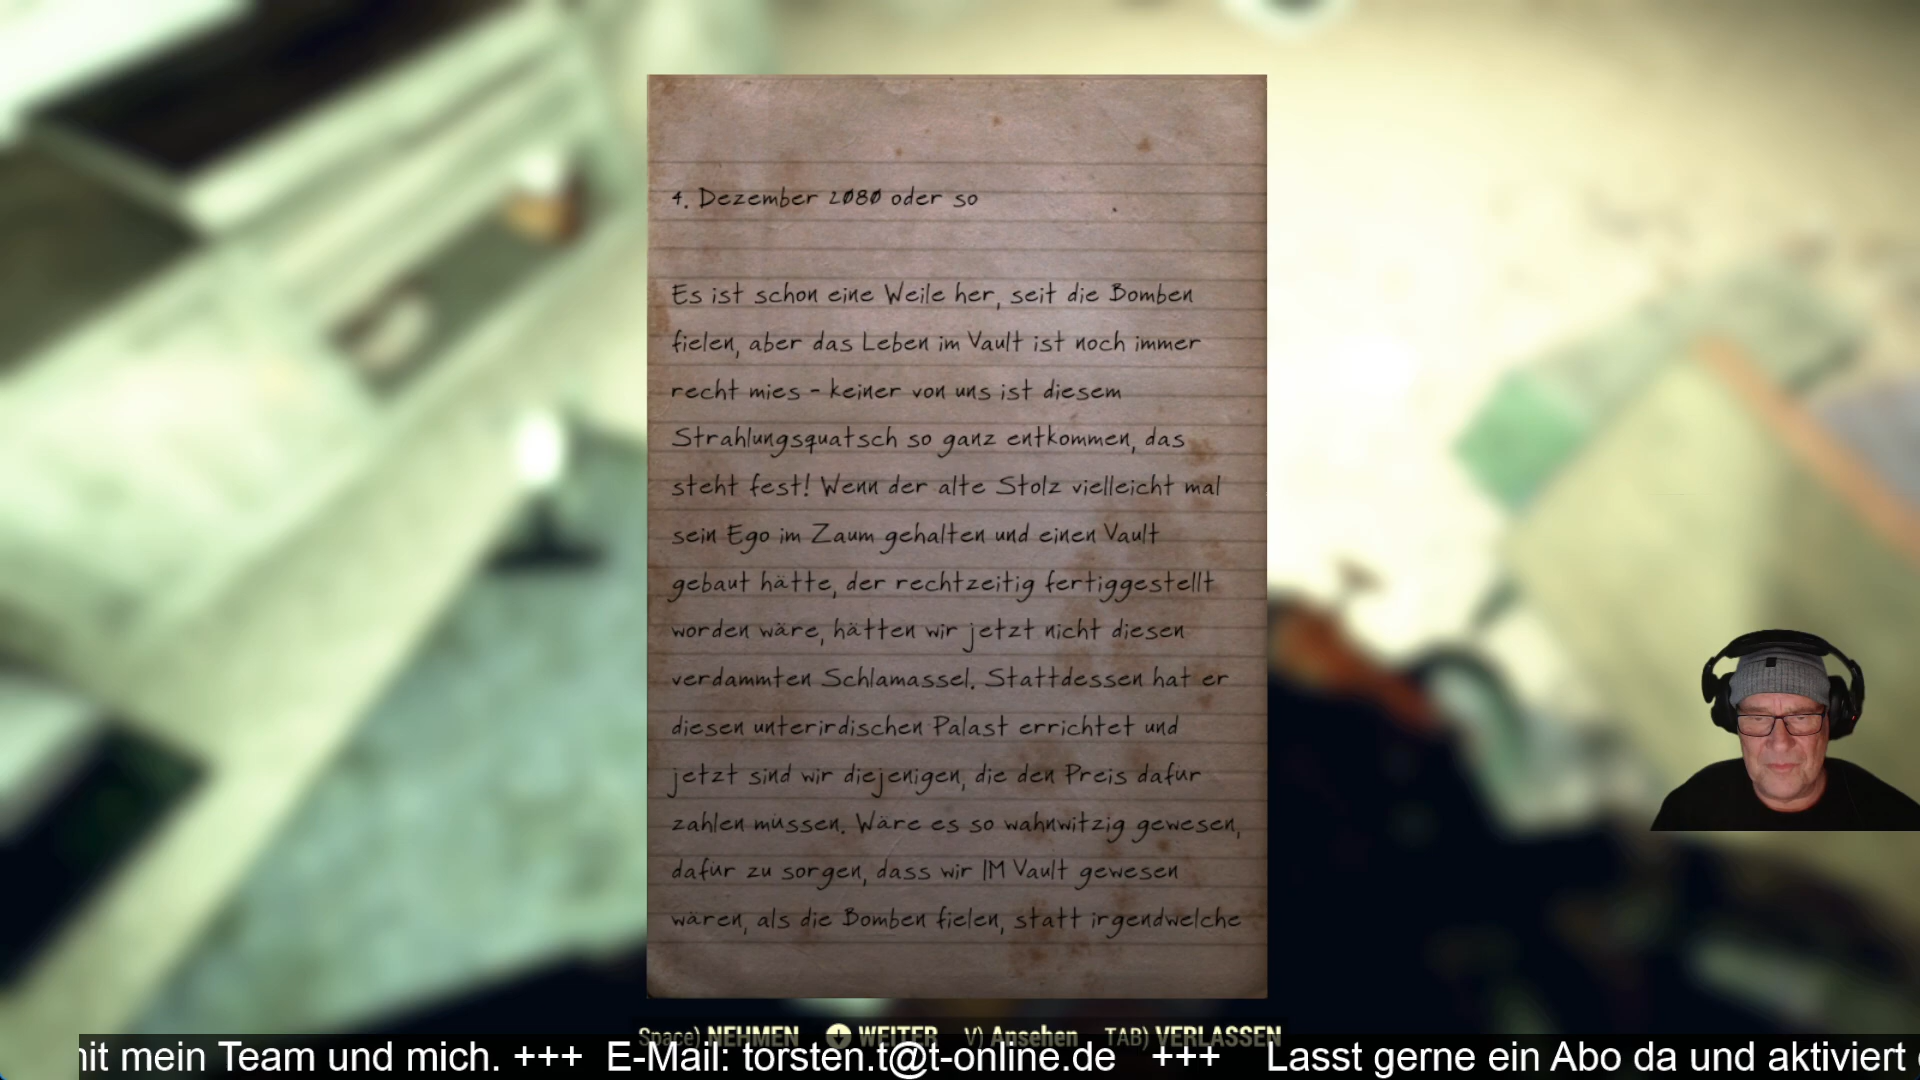 4. Dezember 2080 oder so
Es ist schon eine Weile her, seit die Bomben
fielen, aber das Leben im Vault ist noch immer
recht mies - keiner von uns ist diesem
Strahlungsquatsch so ganz entkommen, das
steht fest! Wenn der alte Stolz vielleicht mal
sein Ego im Zaum gehalten und einen Vault
gebaut hätte, der rechtzeitig fertiggestellt
worden wäre, hätten wir jetzt nicht diesen
verdammten Schlamassel. Stattdessen hat er
diesen unterirdischen Palast errichtet und
jetzt sind wir diejenigen, die den Preis dafür
zahlen müssen. Wäre es so wahnwitzig gewesen,
dafür zu sorgen, dass wir IM Vault gewesen
wären, als die Bomben fielen, statt irgendwelche
Space) NEHMEN WEITER V) Ansehen TAB) VERLASSEN
mein Team und mich. +++ E-Mail: torsten.t@t-online.de +++ Lasst gerne ein Abo da und aktiviert